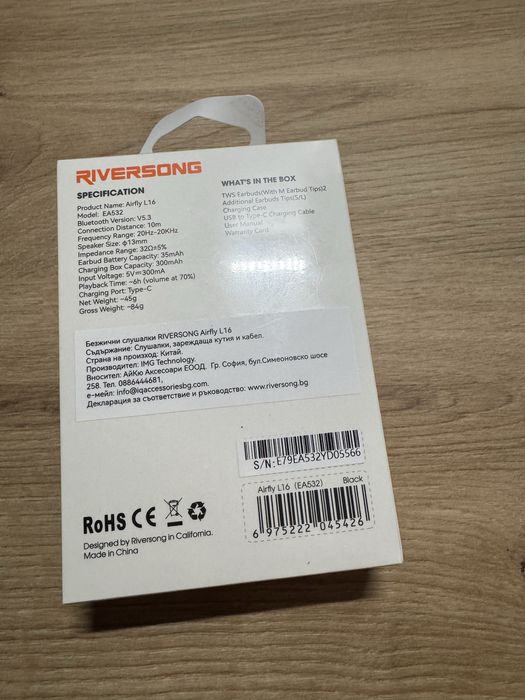 RIVERSONG
SPECIFICATION
Product Name: Airfly L16
Model: EA532
Bluetooth Version: V5.3
Connection Distance: 10m
Frequency Range: 20Hz-20KHz
Speaker Size: φ13mm
Impedance Range: 32Ω±5%
Earbud Battery Capacity: 35mAh
Charging Box Capacity: 300mAh
Input Voltage: 5V⎓300mA
Playback Time: ~6h (volume at 70%)
Charging Port: Type-C
Net Weight: ~45g
Gross Weight: ~84g
WHAT'S IN THE BOX
TWS Earbuds(With M Earbud Tips)2
Additional Earbuds Tips(S/L)
Charging Case
USB to Type-C Charging Cable
User Manual
Warranty Card
Безжични слушалки RIVERSONG Airfly L16
Съдържание: Слушалки, зареждаща кутия и кабел.
Страна на произход: Китай.
Производител: IMG Technology.
Вносител: АйКю Аксесоари ЕООД. Гр. София, бул.Симеоновско шосе
258. Тел. 0886444681,
е-мейл: info@iqaccessoriesbg.com.
Декларация за съответствие и ръководство: www.riversong.bg
S/N: E79EA532YD05566
Airfly L16 (EA532) Black
6 975222 045426
RoHS CE
Designed by Riversong in California.
Made in China